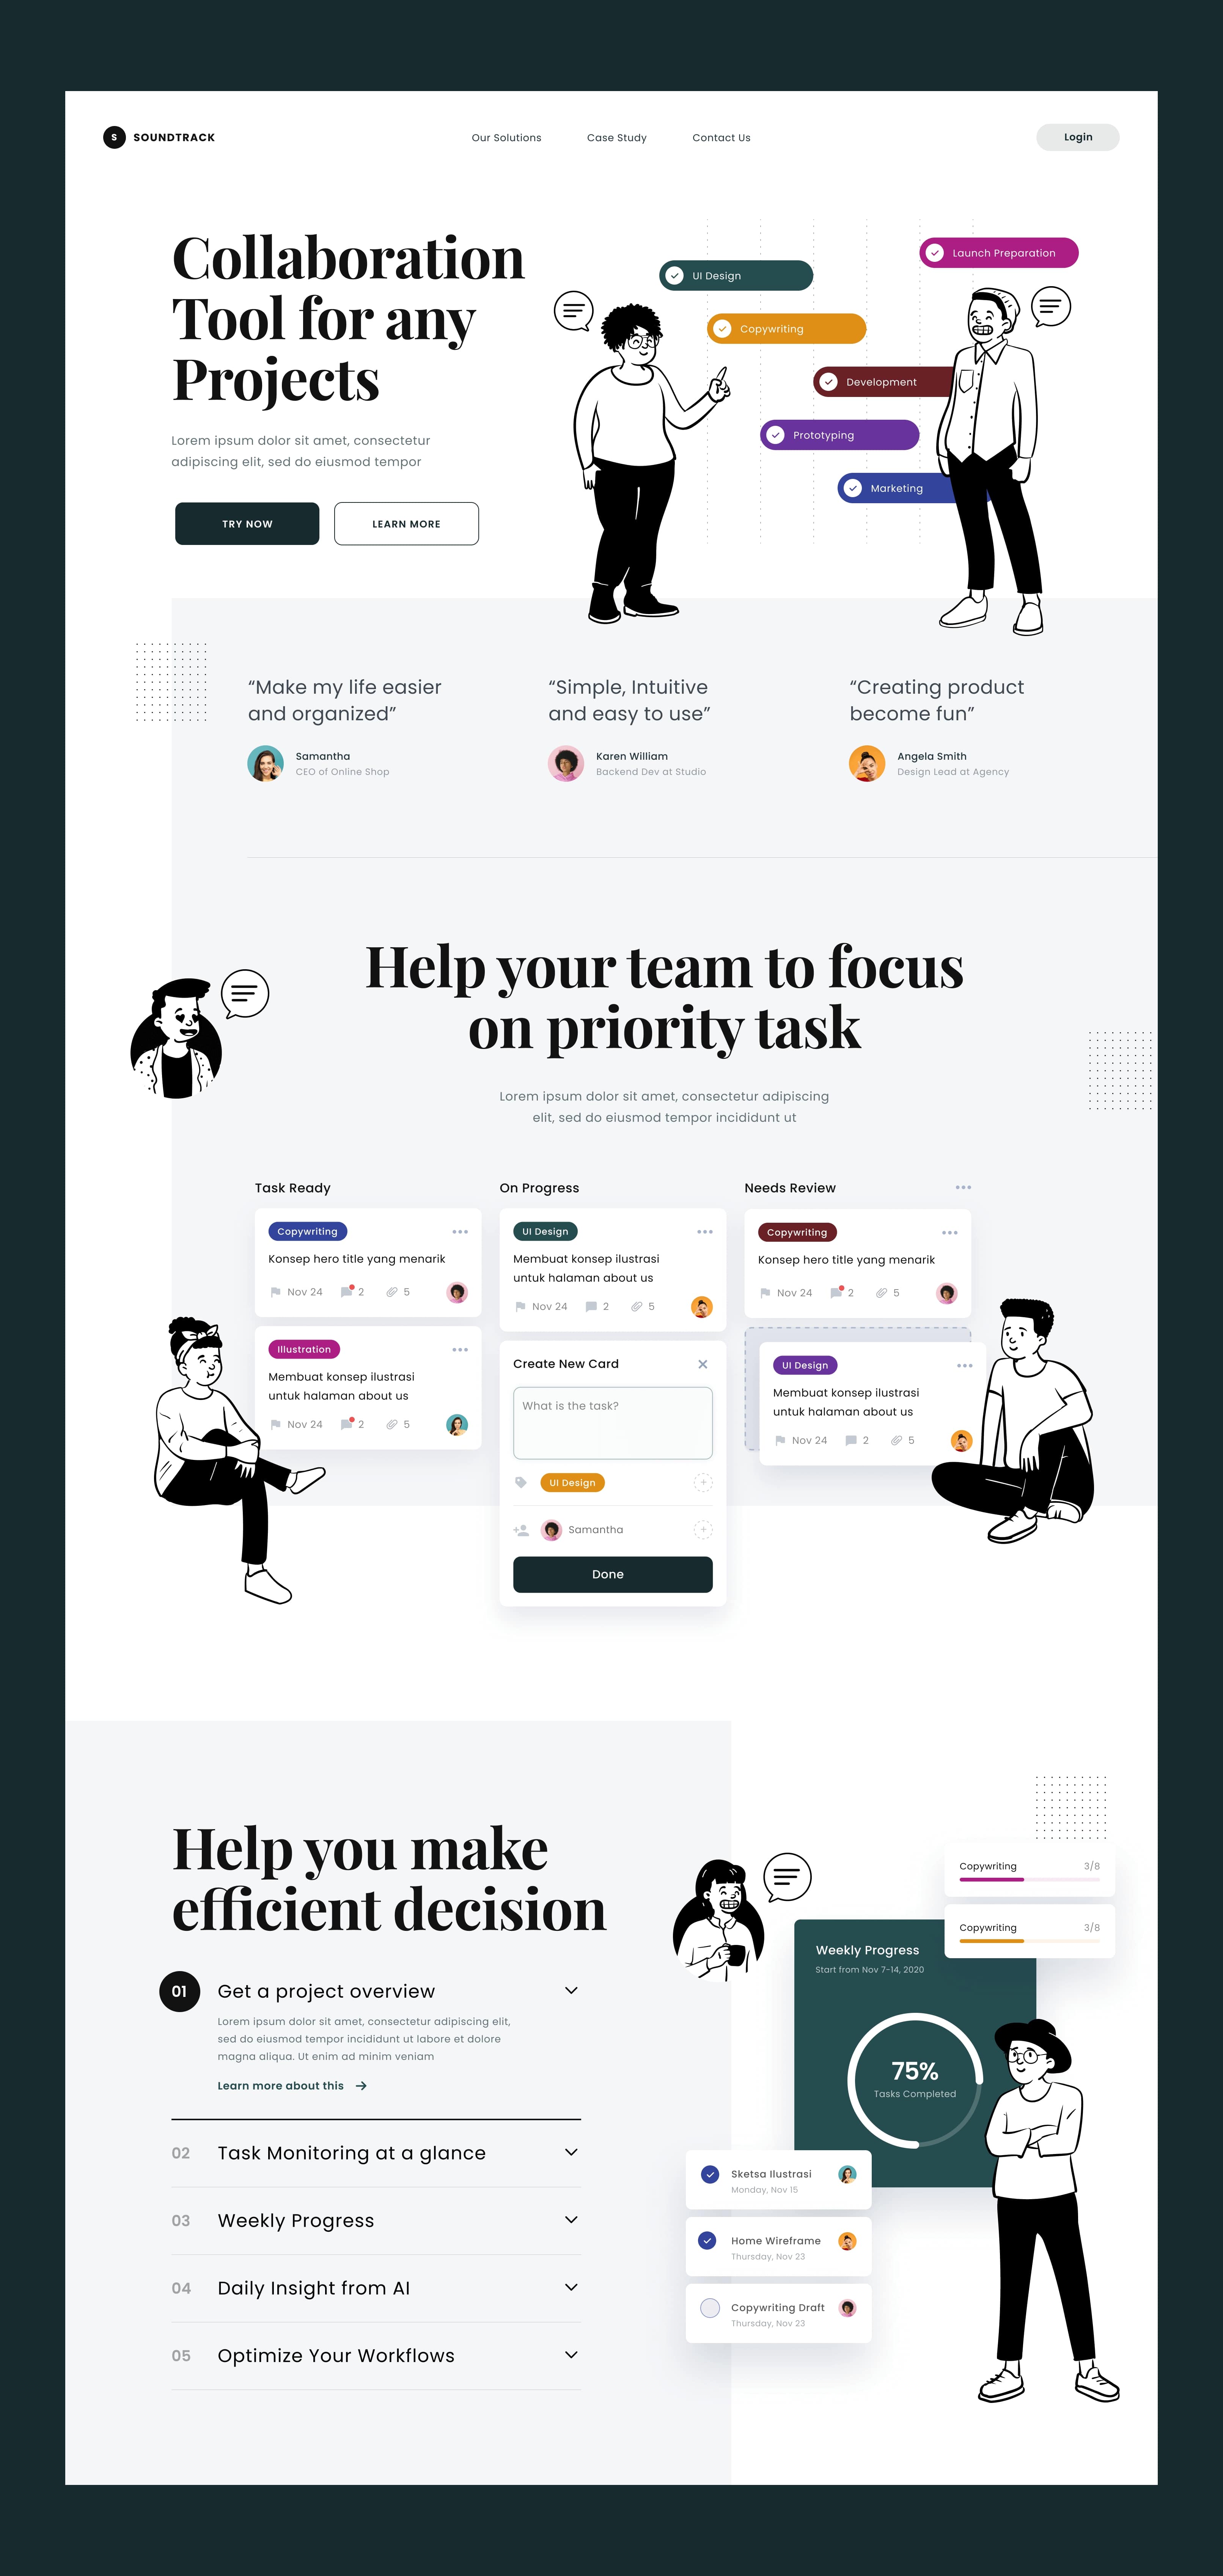 S SOUNDTRACK
Our Solutions
Case Study
Contact Us
Login
Collaboration
Tool for any
Projects
Lorem ipsum dolor sit amet, consectetur
adipiscing elit, sed do eiusmod tempor
TRY NOW
LEARN MORE
Launch Preparation
UI Design
Copywriting
Development
Prototyping
Marketing
“Make my life easier
and organized”
Samantha
CEO of Online Shop
“Simple, Intuitive
and easy to use”
Karen William
Backend Dev at Studio
“Creating product
become fun”
Angela Smith
Design Lead at Agency
Help your team to focus
on priority task
Lorem ipsum dolor sit amet, consectetur adipiscing
elit, sed do eiusmod tempor incididunt ut
Task Ready
Copywriting
Konsep hero title yang menarik
Nov 24 2 5
Illustration
Membuat konsep ilustrasi
untuk halaman about us
Nov 24 2 5
On Progress
UI Design
Membuat konsep ilustrasi
untuk halaman about us
Nov 24 2 5
Create New Card
What is the task?
UI Design
Samantha
Done
Needs Review
Copywriting
Konsep hero title yang menarik
Nov 24 2 5
UI Design
Membuat konsep ilustrasi
untuk halaman about us
Nov 24 2 5
Help you make
efficient decision
01 Get a project overview
Lorem ipsum dolor sit amet, consectetur adipiscing elit,
sed do eiusmod tempor incididunt ut labore et dolore
magna aliqua. Ut enim ad minim veniam
Learn more about this
02 Task Monitoring at a glance
03 Weekly Progress
04 Daily Insight from AI
05 Optimize Your Workflows
Copywriting 3/8
Copywriting 3/8
Weekly Progress
Start from Nov 7-14, 2020
75%
Tasks Completed
Sketsa Ilustrasi
Monday, Nov 15
Home Wireframe
Thursday, Nov 23
Copywriting Draft
Thursday, Nov 23